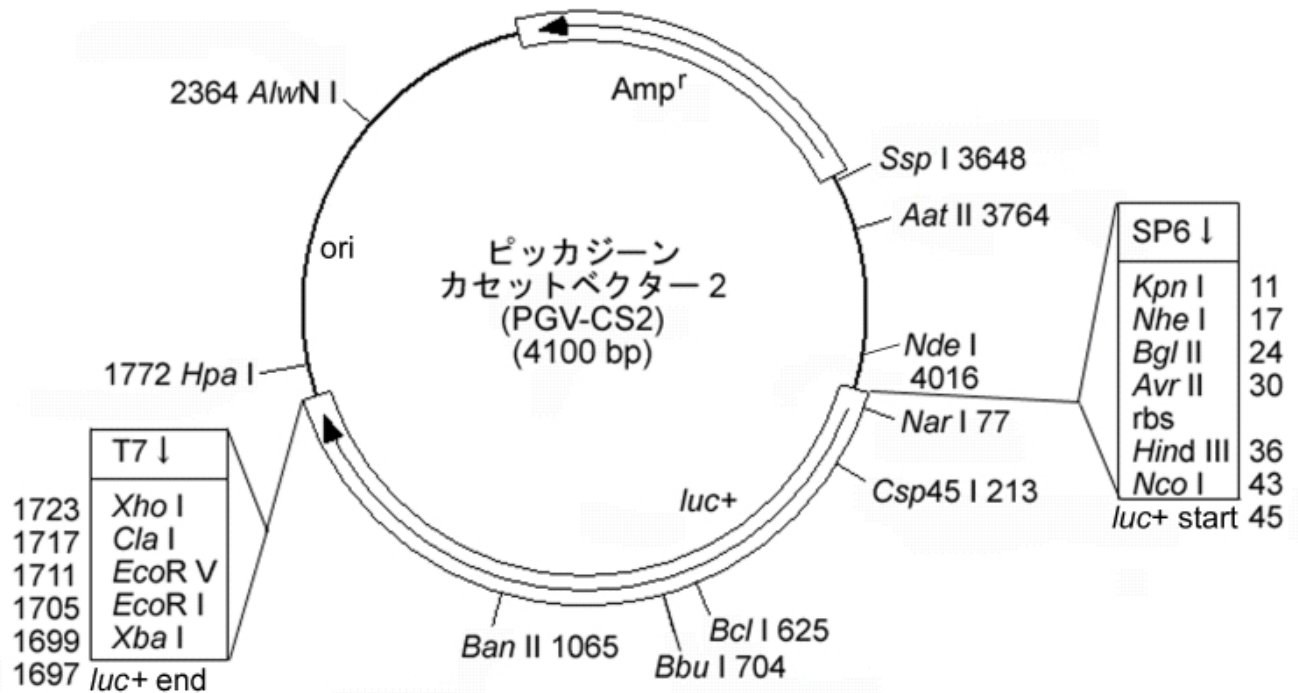 2364 AlwN I
Ampʳ
Ssp I 3648
Aat II 3764
ori
ピッカジーン
カセットベクター 2
(PGV-CS2)
(4100 bp)
1772 Hpa I
Nde I
4016
Nar I 77
Csp45 I 213
luc+
Bcl I 625
Bbu I 704
Ban II 1065
SP6 ↓
Kpn I 11
Nhe I 17
Bgl II 24
Avr II 30
rbs
Hind III 36
Nco I 43
luc+ start 45
T7 ↓
1723 Xho I
1717 Cla I
1711 EcoR V
1705 EcoR I
1699 Xba I
1697 luc+ end